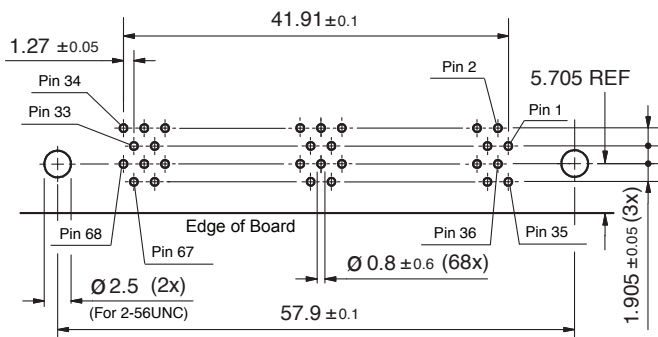 41.91±0.1
1.27 ±0.05
Pin 34
Pin 2
5.705 REF
Pin 33
Pin 1
Edge of Board
Pin 68
Pin 67
Pin 36
Pin 35
Ø 0.8 ±0.6 (68x)
Ø 2.5 (2x)
(For 2-56UNC)
57.9 ±0.1
1.905 ±0.05 (3x)